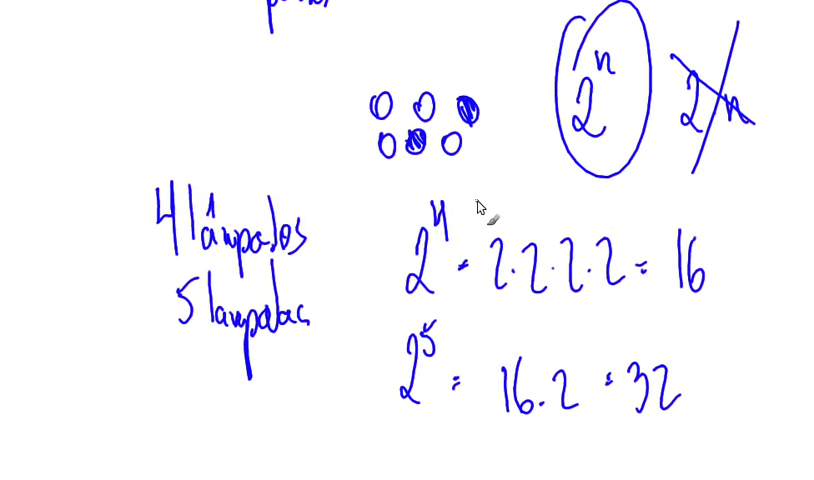 2ⁿ 2n
4 lâmpadas
2⁴ = 2.2.2.2 = 16
5 lampadas
2⁵ = 16.2 = 32